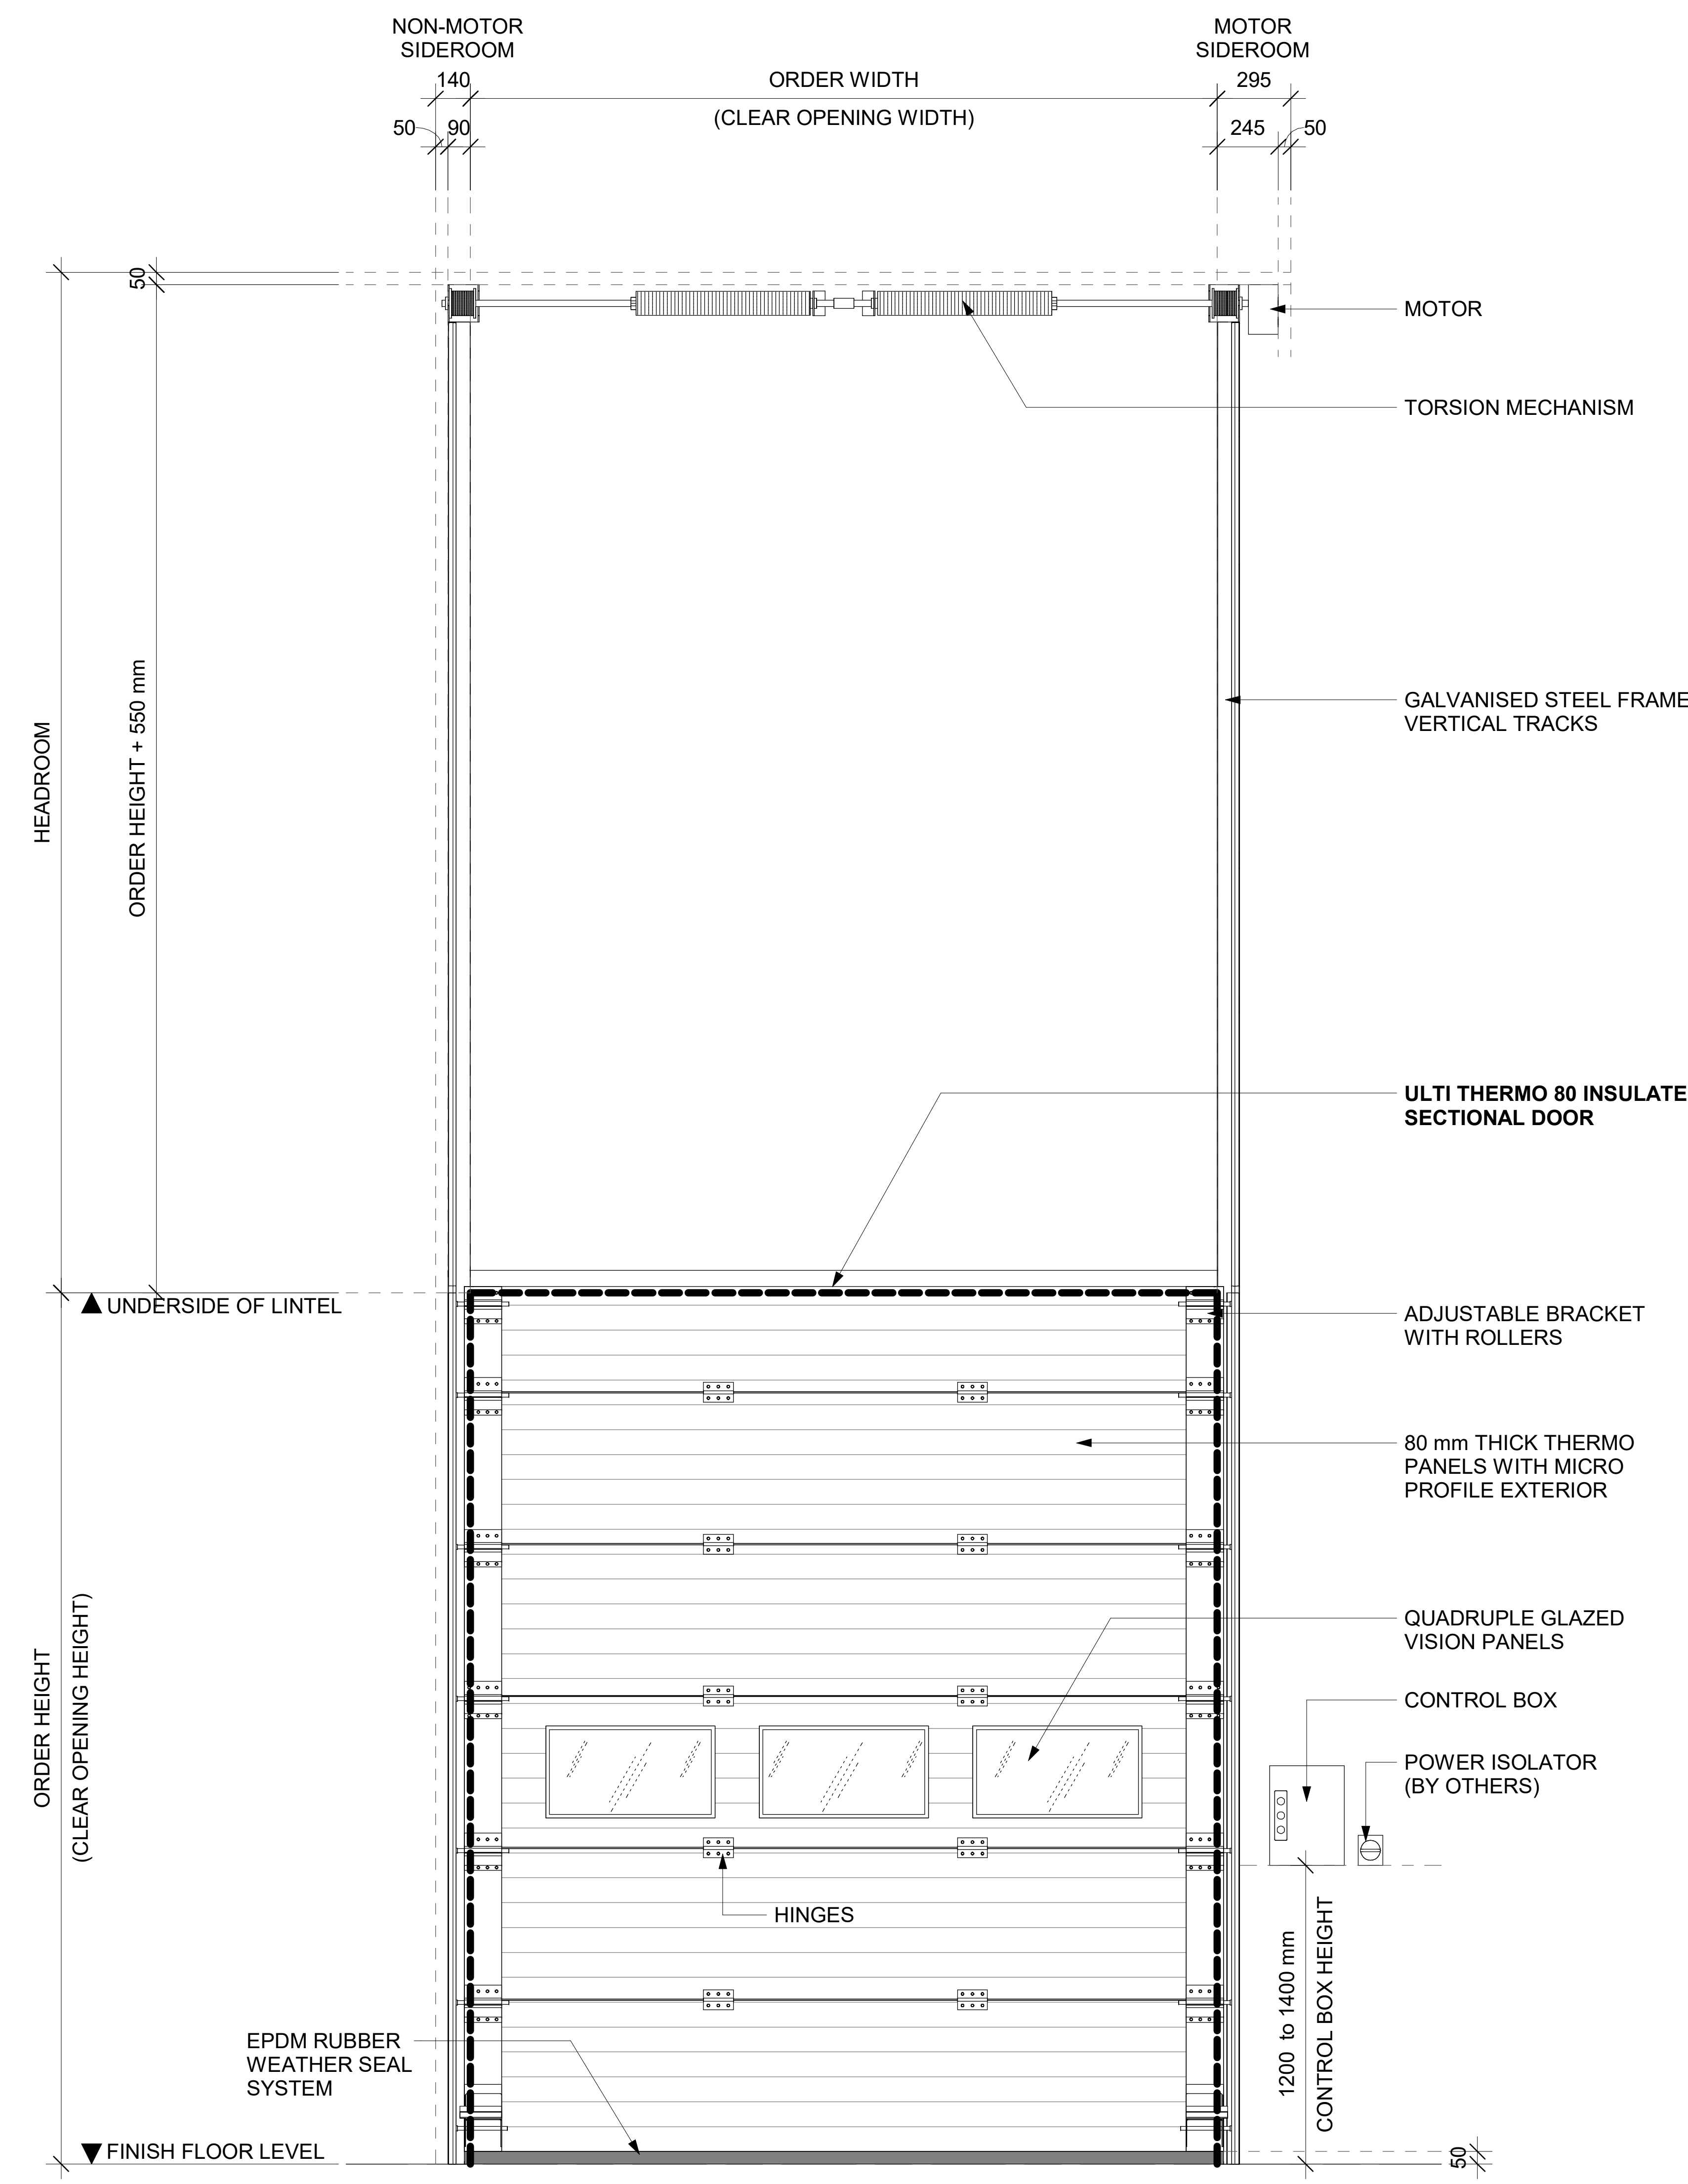 NON-MOTOR
SIDEROOM
MOTOR
SIDEROOM
140
ORDER WIDTH
295
(CLEAR OPENING WIDTH)
50
90
245
50
50
MOTOR
TORSION MECHANISM
HEADROOM
ORDER HEIGHT + 550 mm
GALVANISED STEEL FRAME
VERTICAL TRACKS
ULTI THERMO 80 INSULATE
SECTIONAL DOOR
UNDERSIDE OF LINTEL
ADJUSTABLE BRACKET
WITH ROLLERS
80 mm THICK THERMO
PANELS WITH MICRO
PROFILE EXTERIOR
QUADRUPLE GLAZED
VISION PANELS
ORDER HEIGHT
(CLEAR OPENING HEIGHT)
CONTROL BOX
POWER ISOLATOR
(BY OTHERS)
HINGES
1200 to 1400 mm
CONTROL BOX HEIGHT
EPDM RUBBER
WEATHER SEAL
SYSTEM
FINISH FLOOR LEVEL
50